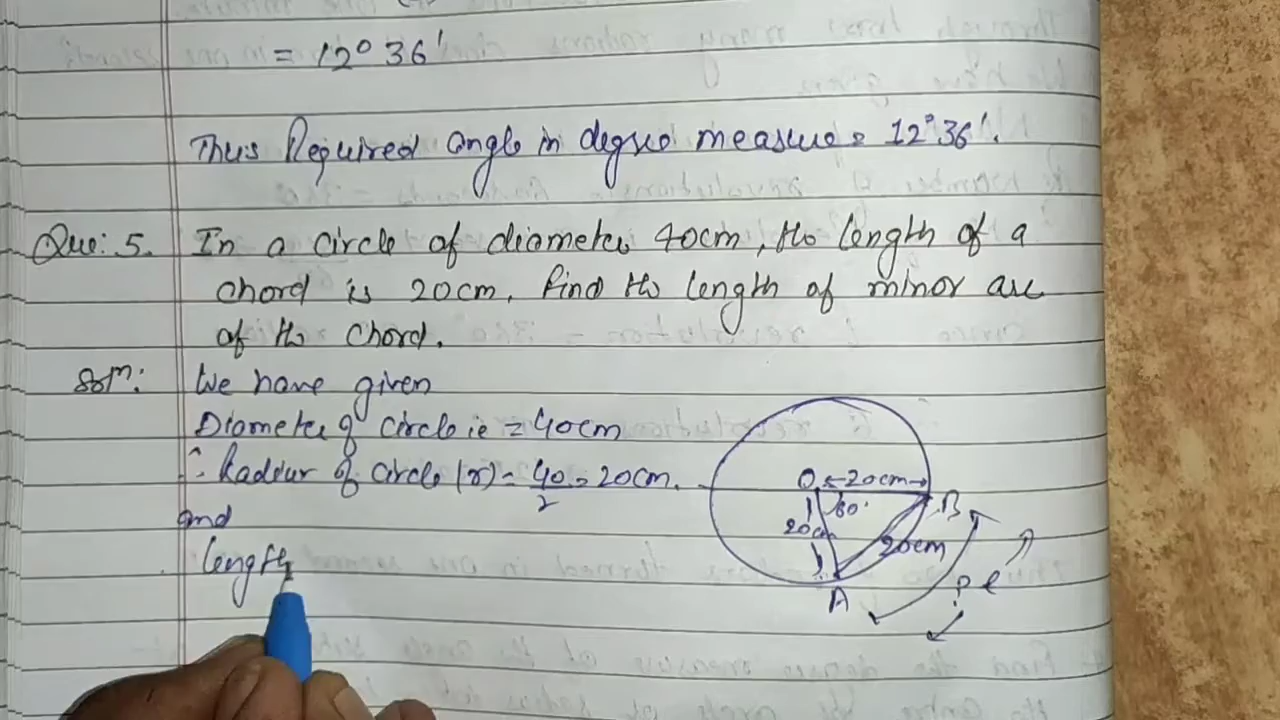 = 12° 36'
Thus Required angle in degree measure = 12° 36'.
Que: 5. In a circle of diameter 40cm, the length of a
chord is 20cm, find the length of minor arc
of the chord.
Soln: We have given
Diameter of circle ie = 40cm
∴ Radius of circle (r) = 40/2 = 20cm.
and
length
O ←20cm→
60°
B
20cm
20cm
A
? l